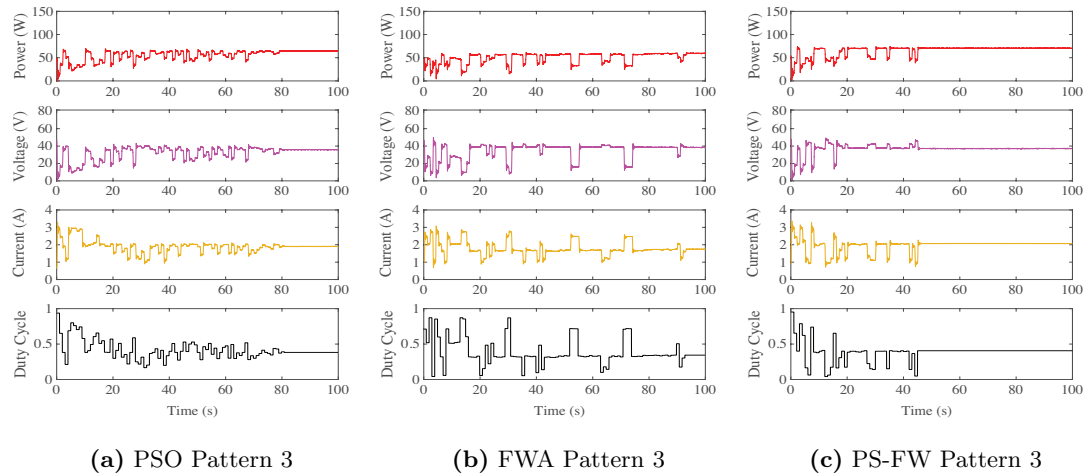 150
100
50
0
Power (W)
0 20 40 60 80 100
80
60
40
20
0
Voltage (V)
0 20 40 60 80 100
4
3
2
1
0
Current (A)
0 20 40 60 80 100
1
0.5
0
Duty Cycle
0 20 40 60 80 100
Time (s)
(a) PSO Pattern 3
150
100
50
0
Power (W)
0 20 40 60 80 100
80
60
40
20
0
Voltage (V)
0 20 40 60 80 100
4
3
2
1
0
Current (A)
0 20 40 60 80 100
1
0.5
0
Duty Cycle
0 20 40 60 80 100
Time (s)
(b) FWA Pattern 3
150
100
50
0
Power (W)
0 20 40 60 80 100
80
60
40
20
0
Voltage (V)
0 20 40 60 80 100
4
3
2
1
0
Current (A)
0 20 40 60 80 100
1
0.5
0
Duty Cycle
0 20 40 60 80 100
Time (s)
(c) PS-FW Pattern 3